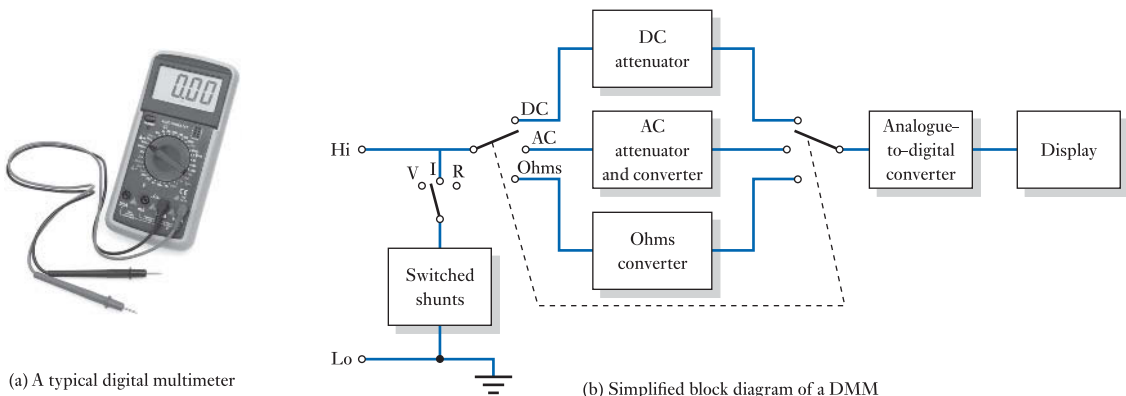 0.00
DC
attenuator
DC
AC
Ohms
AC
attenuator
and converter
Analogue–
to–digital
converter
Display
Hi
V
I
R
Ohms
converter
Switched
shunts
Lo
(a) A typical digital multimeter
(b) Simplified block diagram of a DMM